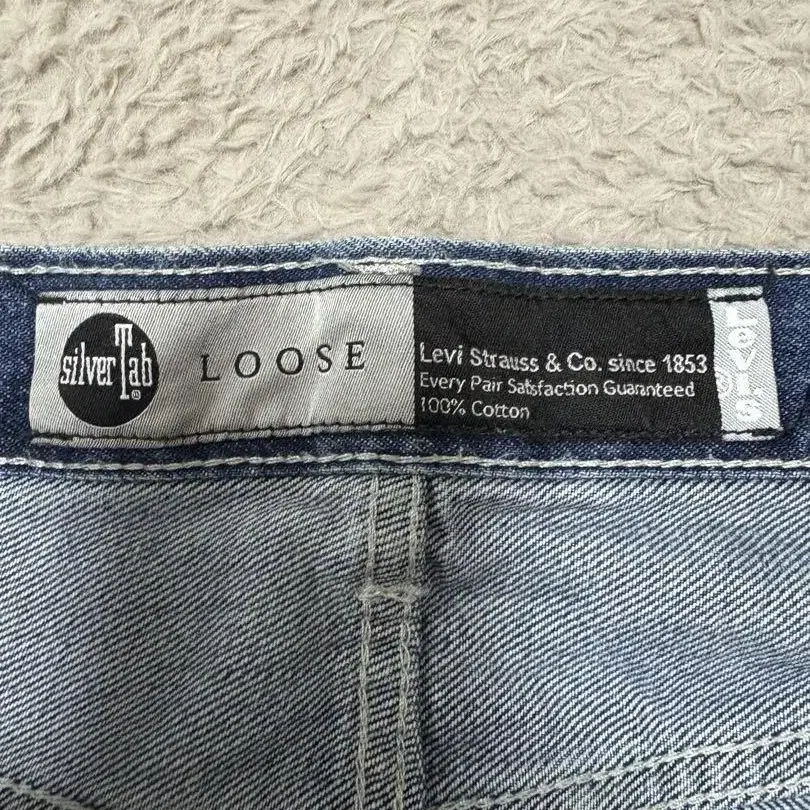 silverTab®
LOOSE
Levi Strauss & Co. since 1853
Every Pair Satisfaction Guaranteed
100% Cotton
Levi's®